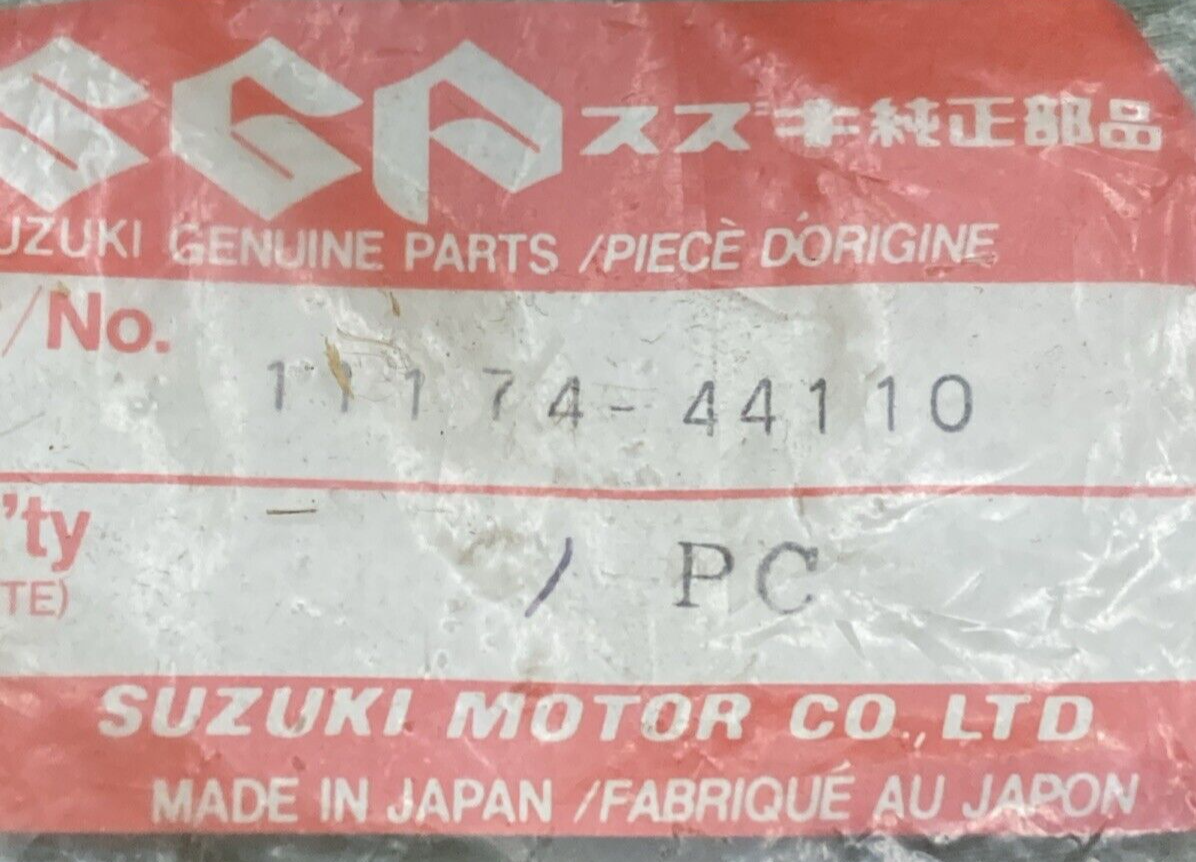 SGP スズキ純正部品
UZUKI GENUINE PARTS /PIECÈ D'ORIGINE
/No.
11174-44110
'ty
/ PC
TE)
SUZUKI MOTOR CO., LTD
MADE IN JAPAN /FABRIQUÉ AU JAPON